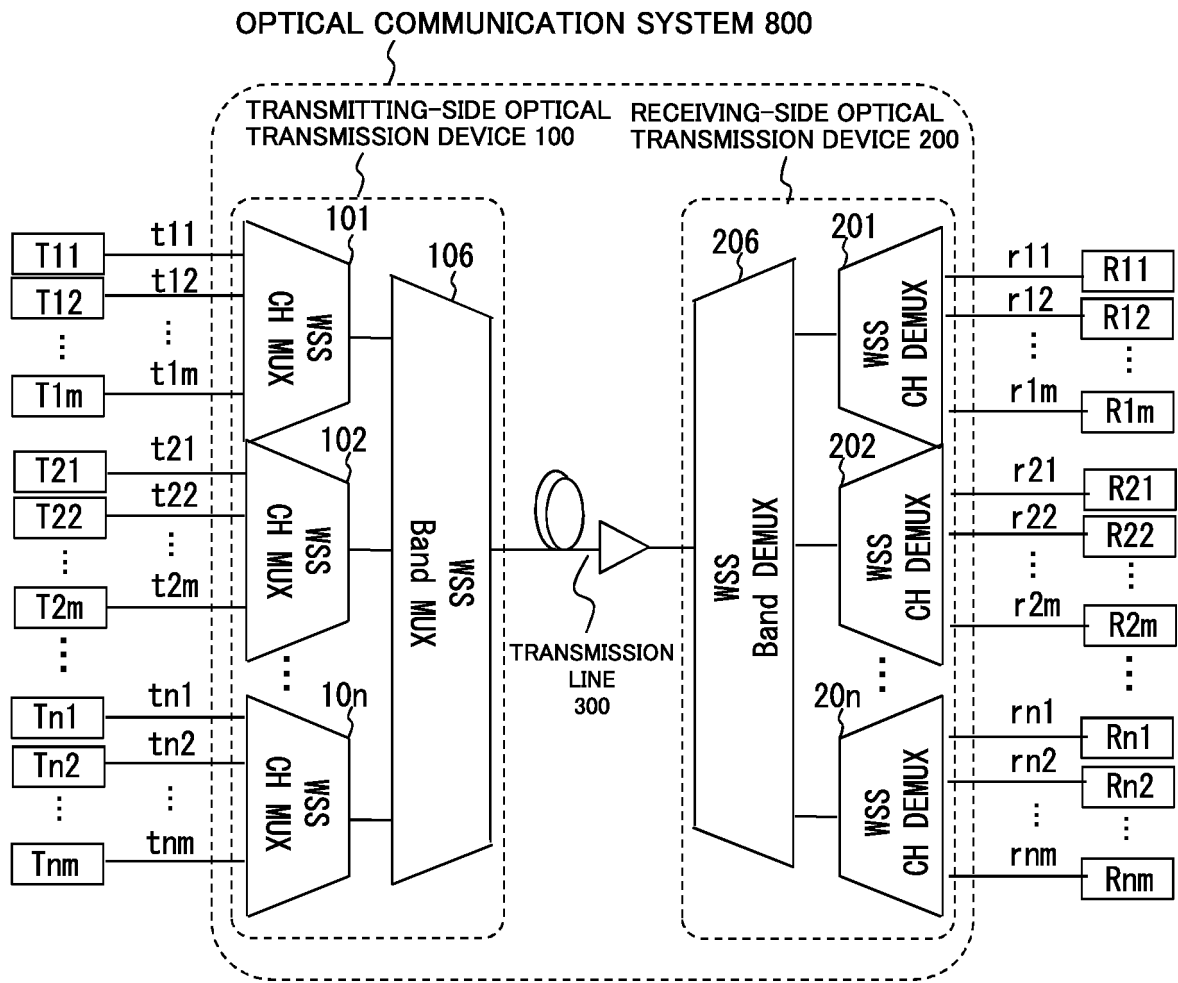 OPTICAL COMMUNICATION SYSTEM 800
TRANSMITTING-SIDE OPTICAL
TRANSMISSION DEVICE 100
RECEIVING-SIDE OPTICAL
TRANSMISSION DEVICE 200
T11
T12
T1m
T21
T22
T2m
Tn1
Tn2
Tnm
t11
t12
t1m
t21
t22
t2m
tn1
tn2
tnm
101
WSS
CH MUX
102
WSS
CH MUX
10n
WSS
CH MUX
106
WSS
Band MUX
TRANSMISSION
LINE
300
206
WSS
Band DEMUX
201
WSS
CH DEMUX
202
WSS
CH DEMUX
20n
WSS
CH DEMUX
r11
r12
r1m
r21
r22
r2m
rn1
rn2
rnm
R11
R12
R1m
R21
R22
R2m
Rn1
Rn2
Rnm